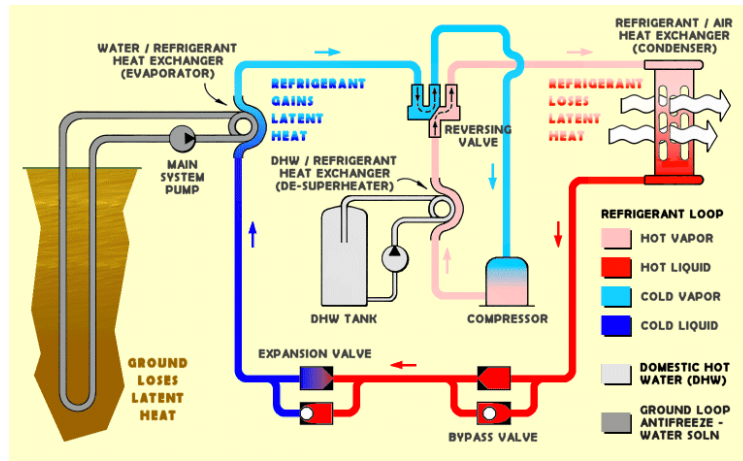 WATER / REFRIGERANT
HEAT EXCHANGER
(EVAPORATOR)
REFRIGERANT / AIR
HEAT EXCHANGER
(CONDENSER)
REFRIGERANT
GAINS
LATENT
HEAT
REFRIGERANT
LOSES
LATENT
HEAT
REVERSING
VALVE
MAIN
SYSTEM
PUMP
DHW / REFRIGERANT
HEAT EXCHANGER
(DE-SUPERHEATER)
DHW TANK
COMPRESSOR
REFRIGERANT LOOP
HOT VAPOR
HOT LIQUID
COLD VAPOR
COLD LIQUID
DOMESTIC HOT
WATER (DHW)
GROUND LOOP
ANTIFREEZE -
WATER SOLN
GROUND
LOSES
LATENT
HEAT
EXPANSION VALVE
BYPASS VALVE